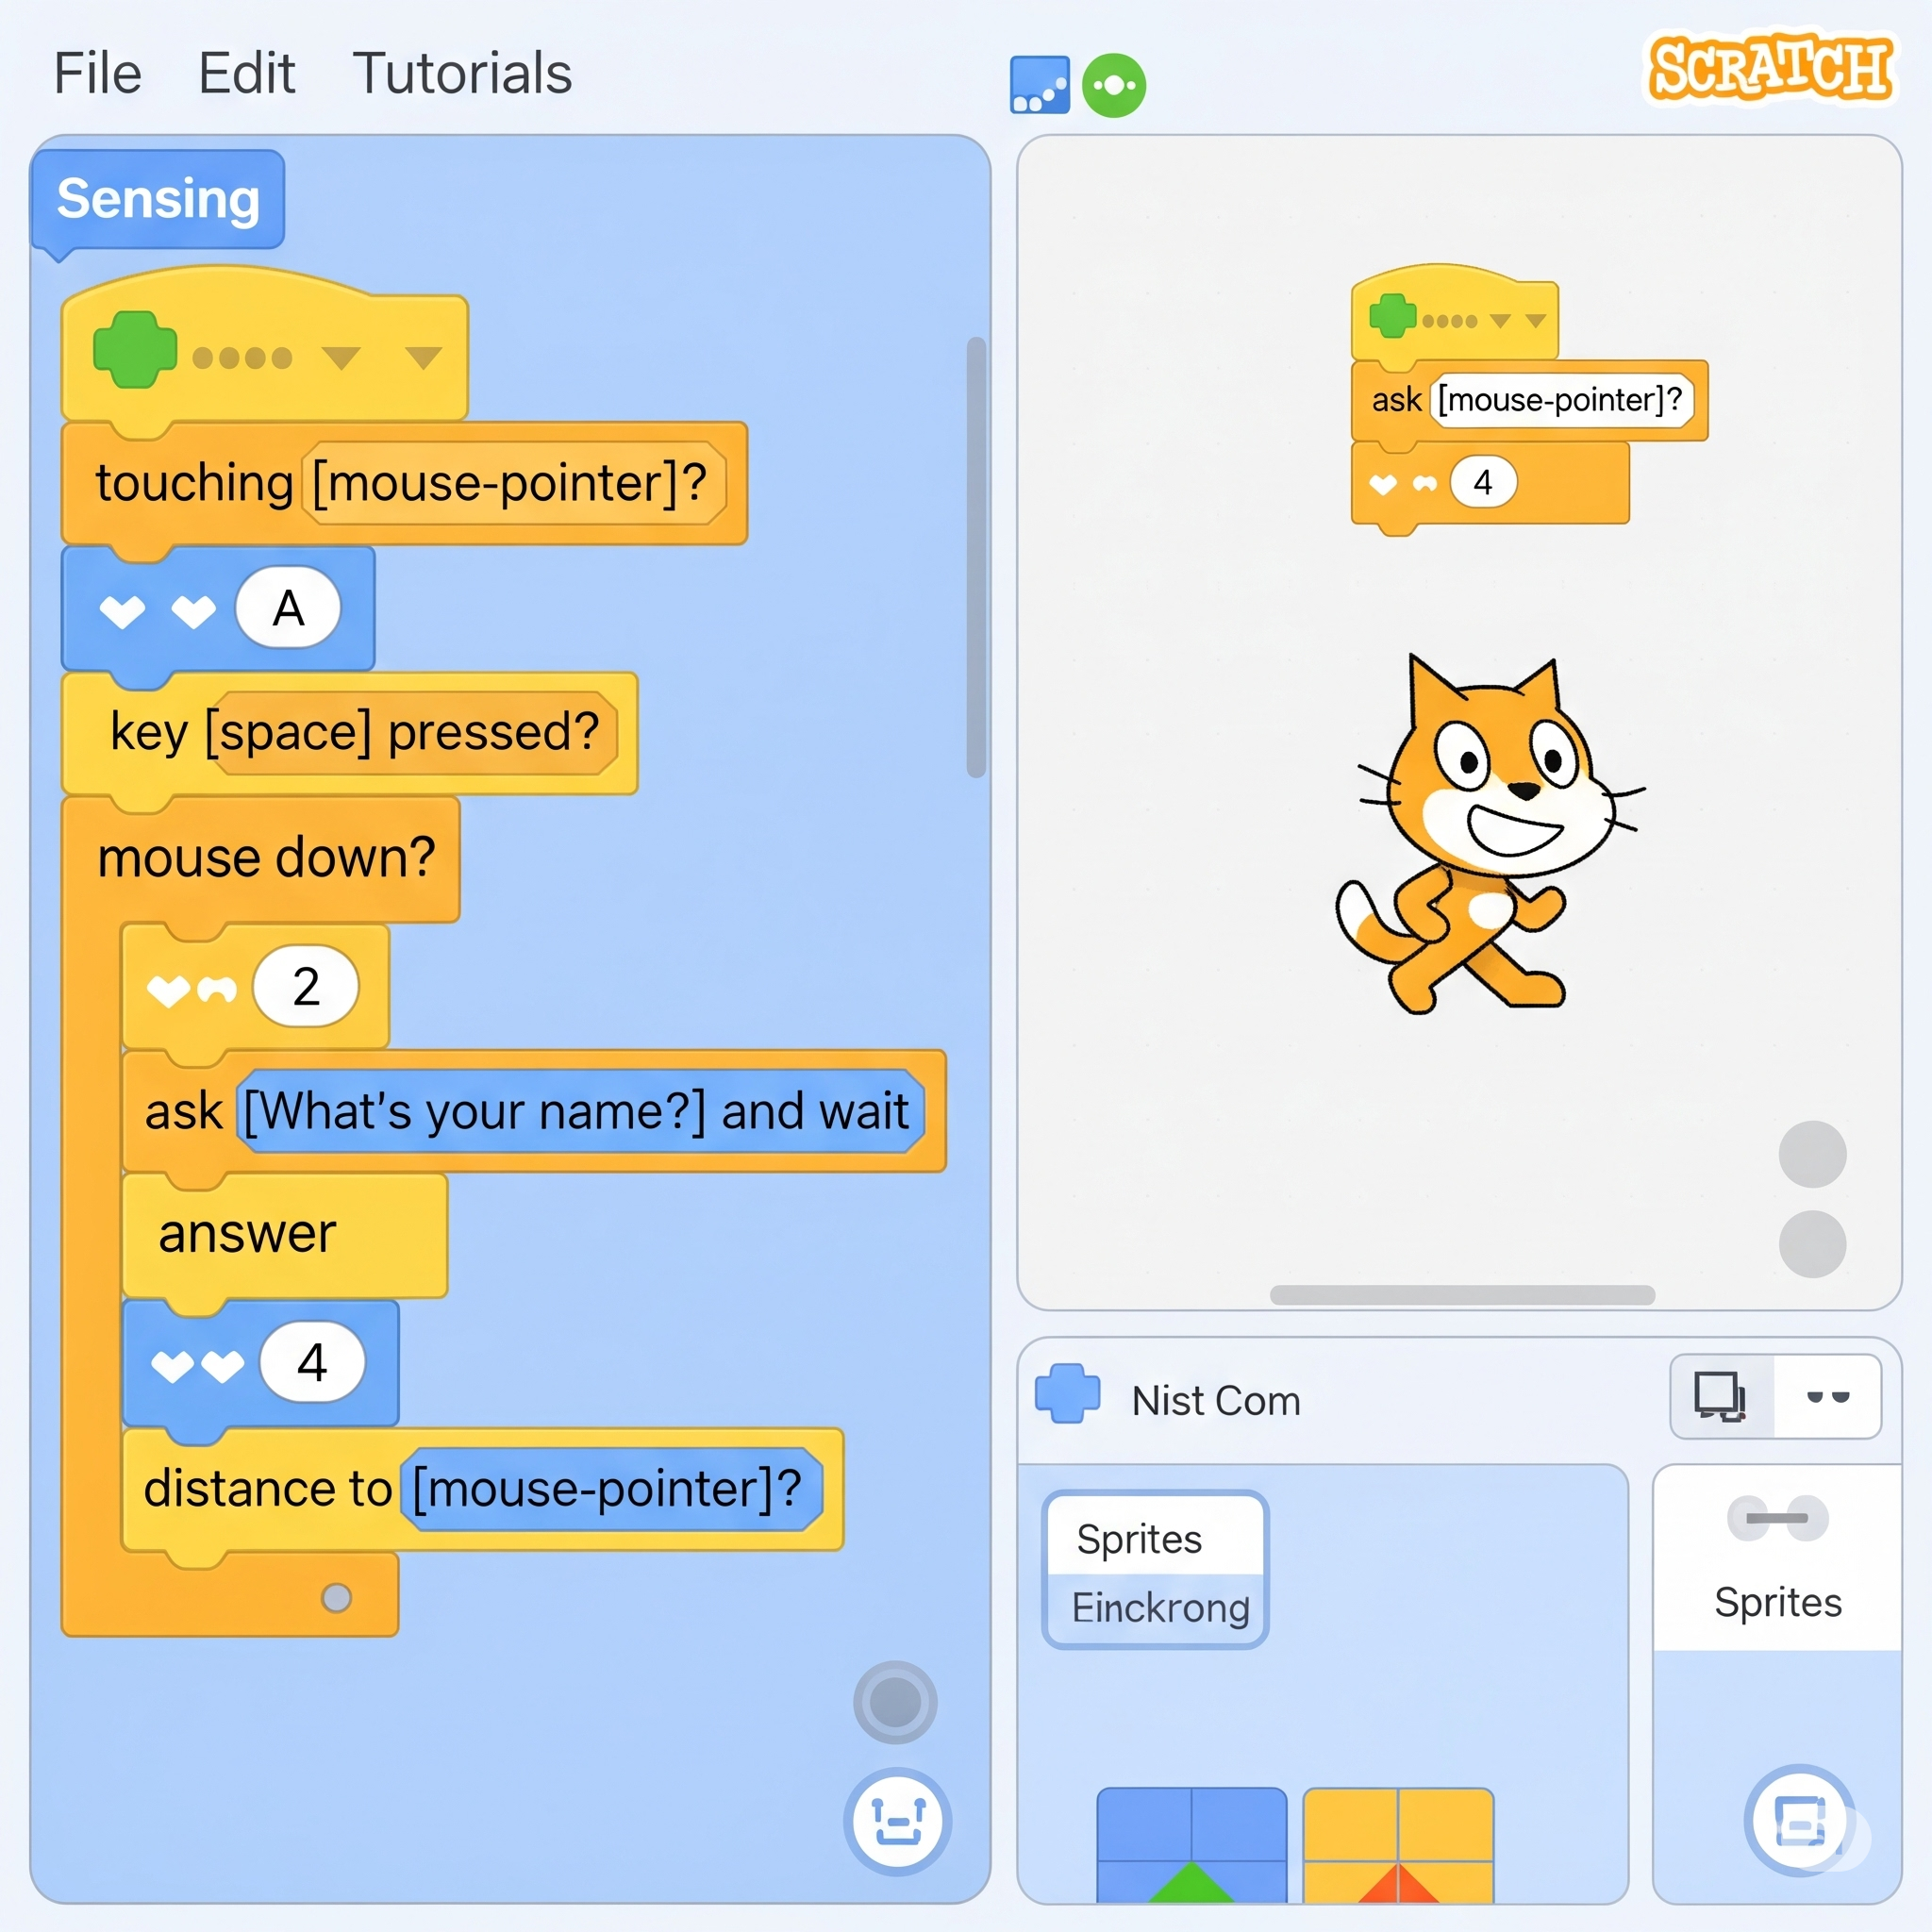 File Edit Tutorials
SCRATCH
Sensing
touching [mouse-pointer]?
A
key [space] pressed?
mouse down?
2
ask [What's your name?] and wait
answer
4
distance to [mouse-pointer]?
ask [mouse-pointer]?
4
Nist Com
Sprites
Einckrong
Sprites